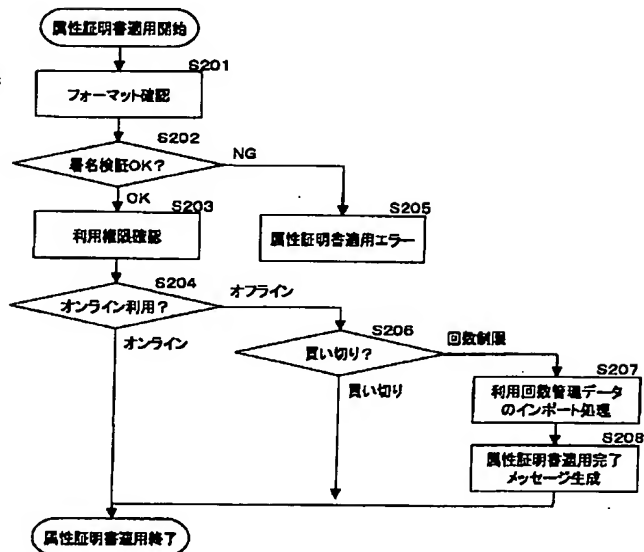 属性証明書適用開始
S201
フォーマット確認
S202
署名検証OK?
NG
OK
S203
利用権限確認
S205
属性証明書適用エラー
S204
オンライン利用?
オフライン
オンライン
S206
買い切り?
回数制限
買い切り
S207
利用回数管理データ
のインポート処理
S208
属性証明書適用完了
メッセージ生成
属性証明書適用終了